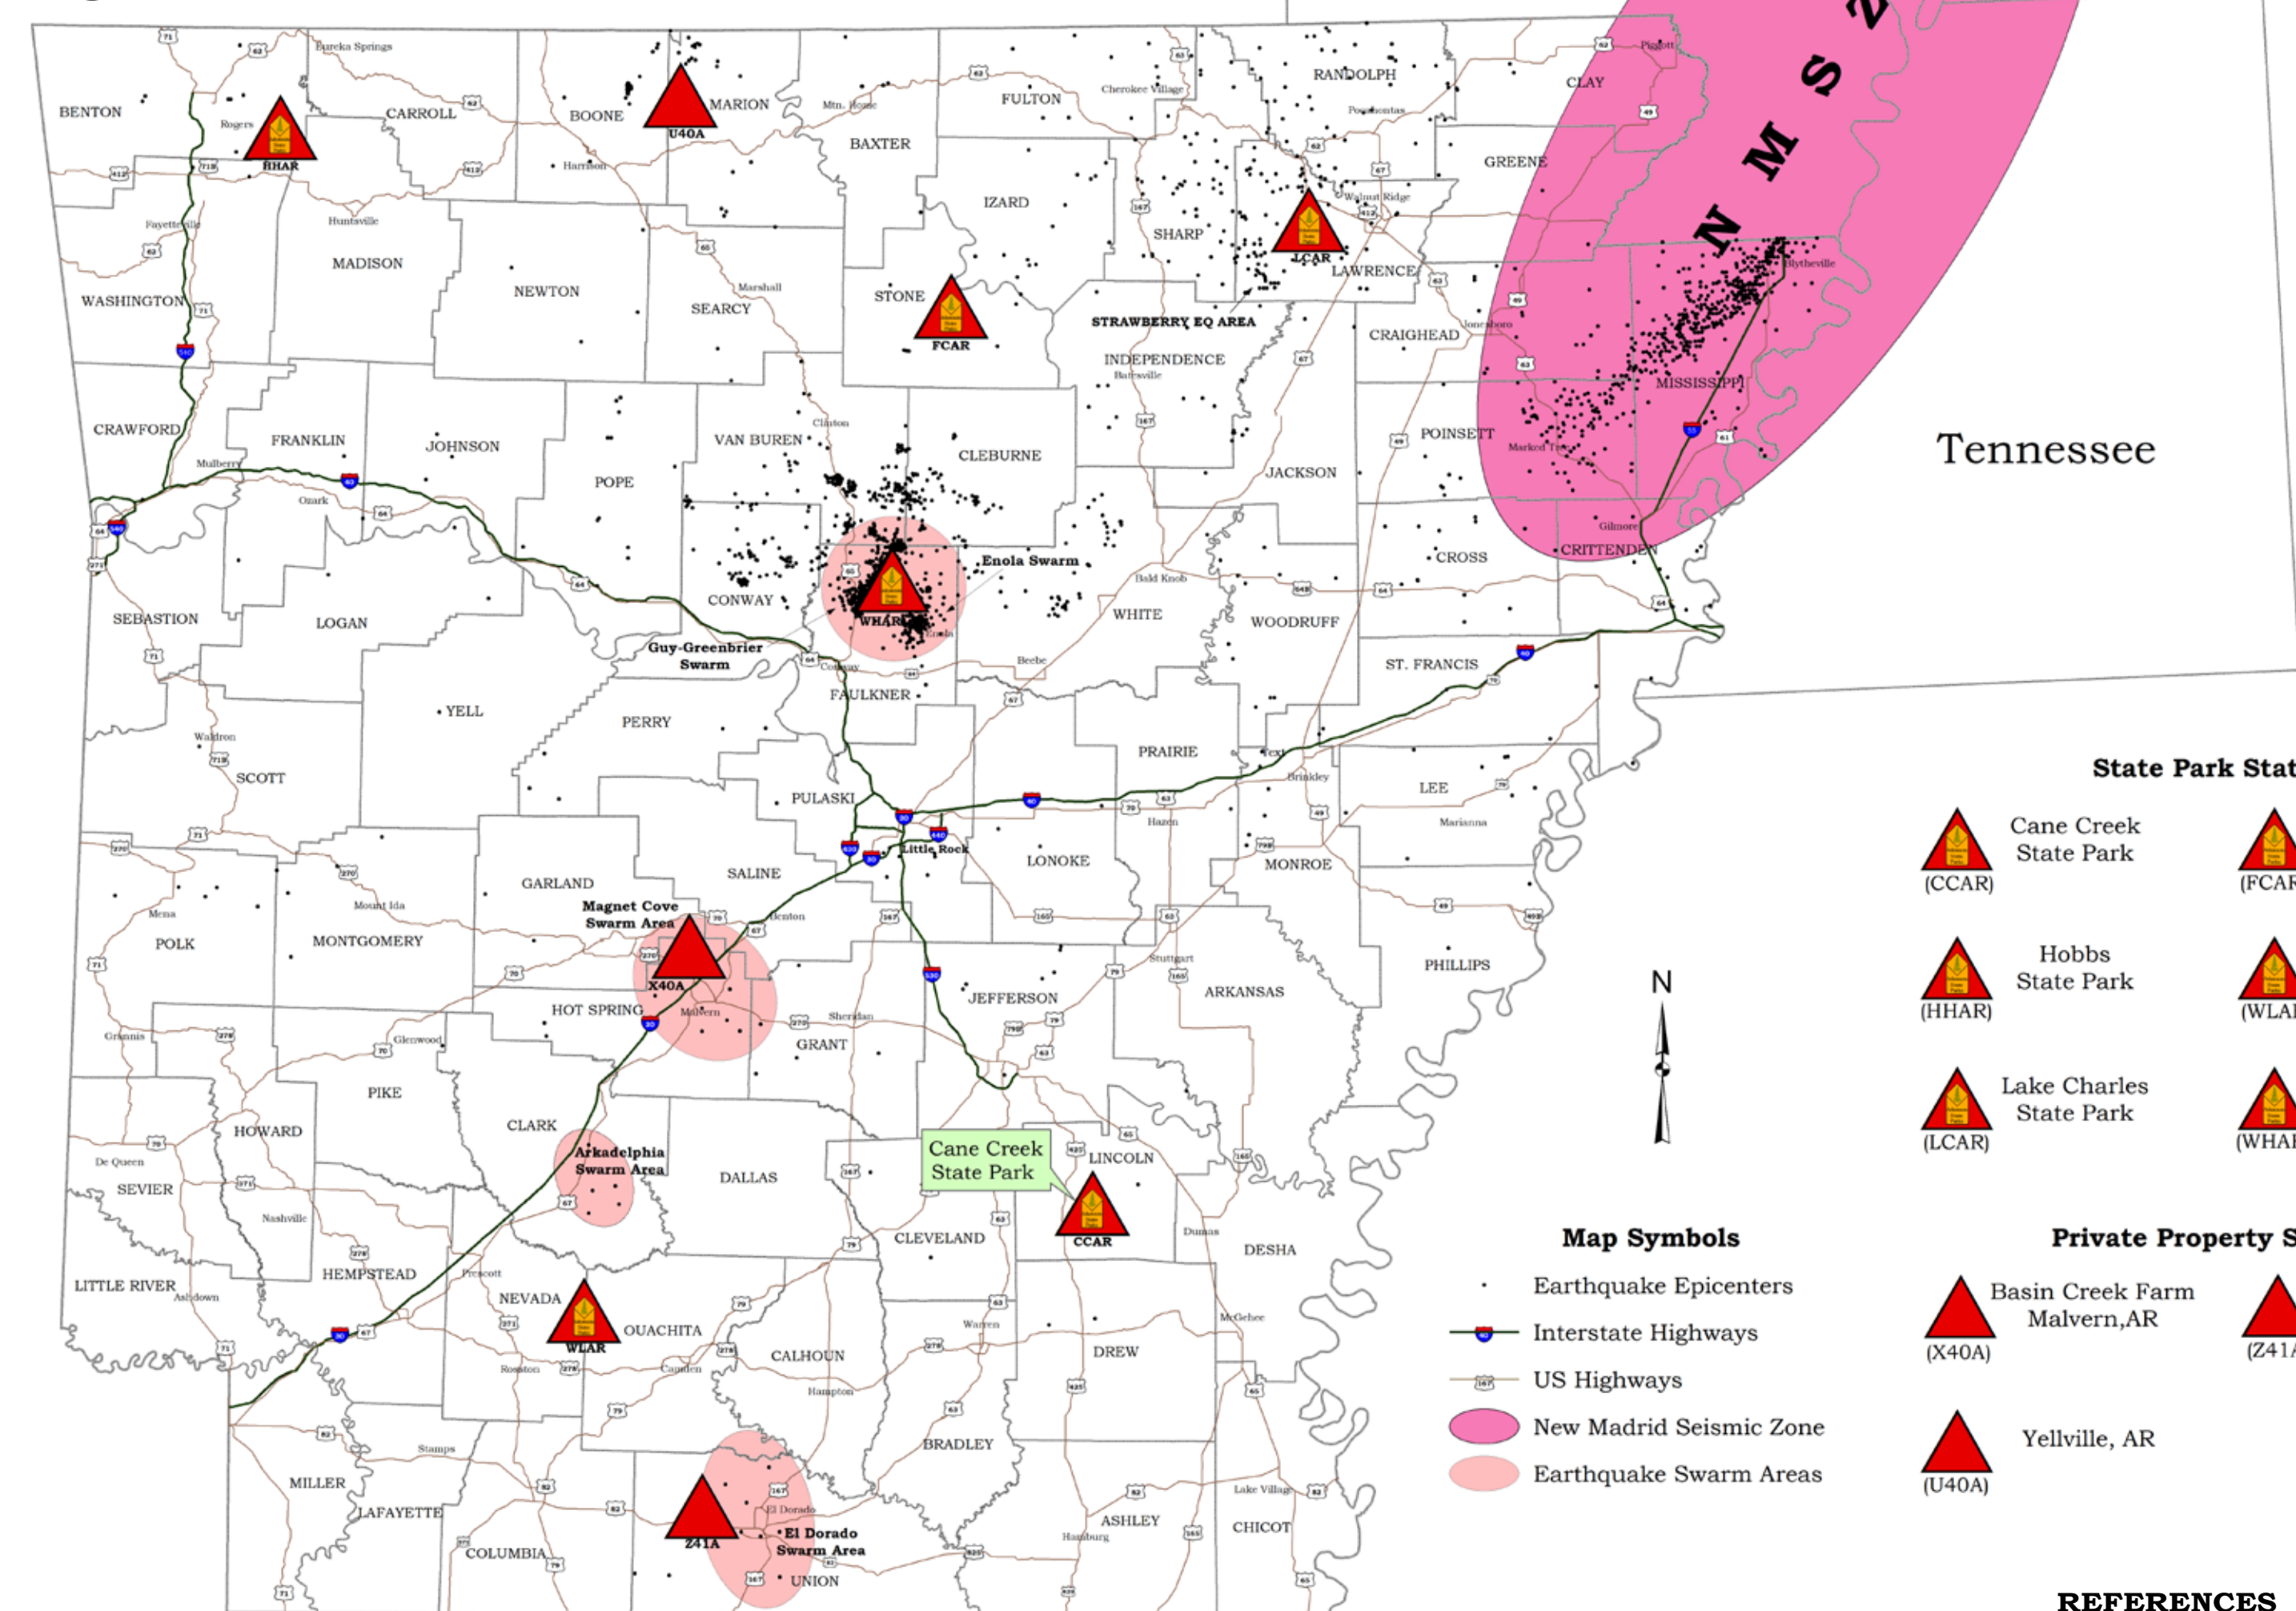 N M S Z
Eureka Springs
Piggott
RANDOLPH
CLAY
BENTON
CARROLL
BOONE
MARION
Mtn. Home
FULTON
Cherokee Village
Pocahontas
Rogers
HHAR
U40A
Harrison
BAXTER
GREENE
Walnut Ridge
IZARD
SHARP
Fayetteville
Huntsville
MADISON
LCAR
LAWRENCE
Blytheville
WASHINGTON
NEWTON
Marshall
SEARCY
STONE
FCAR
STRAWBERRY EQ AREA
CRAIGHEAD
Jonesboro
INDEPENDENCE
Batesville
MISSISSIPPI
CRAWFORD
FRANKLIN
JOHNSON
VAN BUREN
Clinton
CLEBURNE
POINSETT
Marked Tree
Tennessee
Mulberry
Ozark
POPE
JACKSON
Gilmore
CROSS
CRITTENDEN
Enola Swarm
Bald Knob
CONWAY
WHAR
Enola
WHITE
WOODRUFF
SEBASTION
LOGAN
Guy-Greenbrier
Swarm
Conway
Beebe
ST. FRANCIS
FAULKNER
YELL
PERRY
Waldron
SCOTT
PRAIRIE
Text
Brinkley
PULASKI
LEE
Hazen
Marianna
Little Rock
LONOKE
MONROE
SALINE
GARLAND
Magnet Cove
Swarm Area
Benton
Mena
Mount Ida
POLK
MONTGOMERY
Stuttgart
PHILLIPS
X40A
HOT SPRING
Malvern
JEFFERSON
ARKANSAS
Sheridan
GRANT
Grannis
Glenwood
PIKE
CLARK
HOWARD
De Queen
SEVIER
Arkadelphia
Swarm Area
DALLAS
Cane Creek
State Park
LINCOLN
Nashville
CCAR
CLEVELAND
Dumas
DESHA
LITTLE RIVER
Ashdown
HEMPSTEAD
Prescott
NEVADA
WLAR
OUACHITA
Rosston
Camden
CALHOUN
Hampton
Warren
McGehee
DREW
Stamps
BRADLEY
MILLER
LAFAYETTE
COLUMBIA
Z41A
El Dorado
El Dorado
Swarm Area
UNION
ASHLEY
Hamburg
Lake Village
CHICOT
N
State Park Stat
Cane Creek
State Park
(CCAR)
(FCAR
Hobbs
State Park
(HHAR)
(WLAR
Lake Charles
State Park
(LCAR)
(WHAR
Map Symbols
Earthquake Epicenters
Interstate Highways
US Highways
New Madrid Seismic Zone
Earthquake Swarm Areas
Private Property S
Basin Creek Farm
Malvern,AR
(X40A)
(Z41A
Yellville, AR
(U40A)
REFERENCES